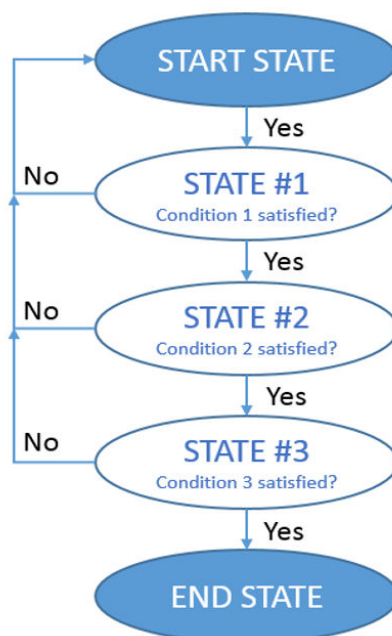 START STATE
Yes
No
STATE #1
Condition 1 satisfied?
Yes
No
STATE #2
Condition 2 satisfied?
Yes
No
STATE #3
Condition 3 satisfied?
Yes
END STATE